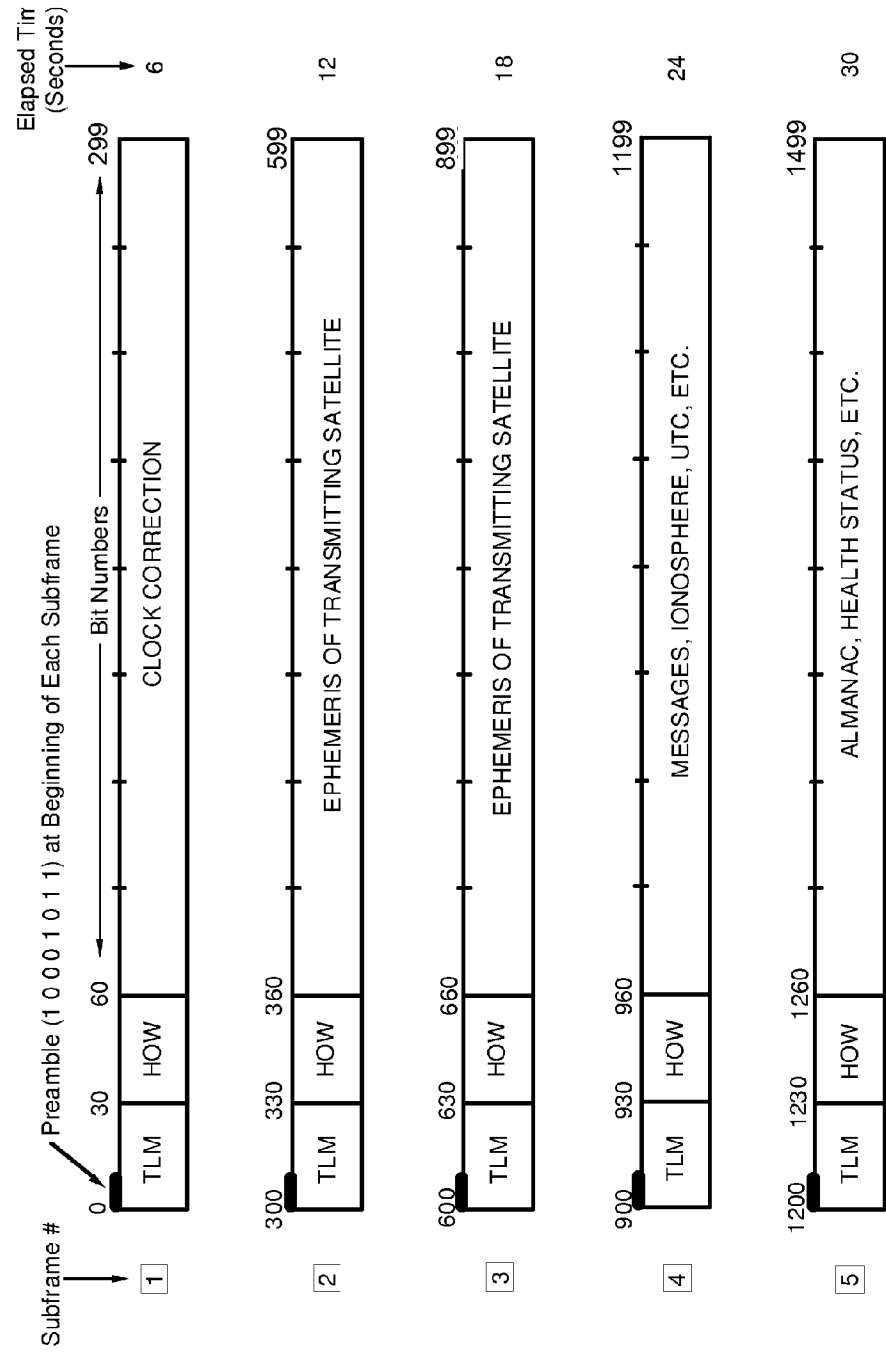 Elapsed Tim
(Seconds)
Subframe #
Preamble (1 0 0 0 1 0 1 1) at Beginning of Each Subframe
0 30 60 Bit Numbers 299
1 TLM HOW CLOCK CORRECTION 6
300 330 360 599
2 TLM HOW EPHEMERIS OF TRANSMITTING SATELLITE 12
600 630 660 899
3 TLM HOW EPHEMERIS OF TRANSMITTING SATELLITE 18
900 930 960 1199
4 TLM HOW MESSAGES, IONOSPHERE, UTC, ETC. 24
1200 1230 1260 1499
5 TLM HOW ALMANAC, HEALTH STATUS, ETC. 30